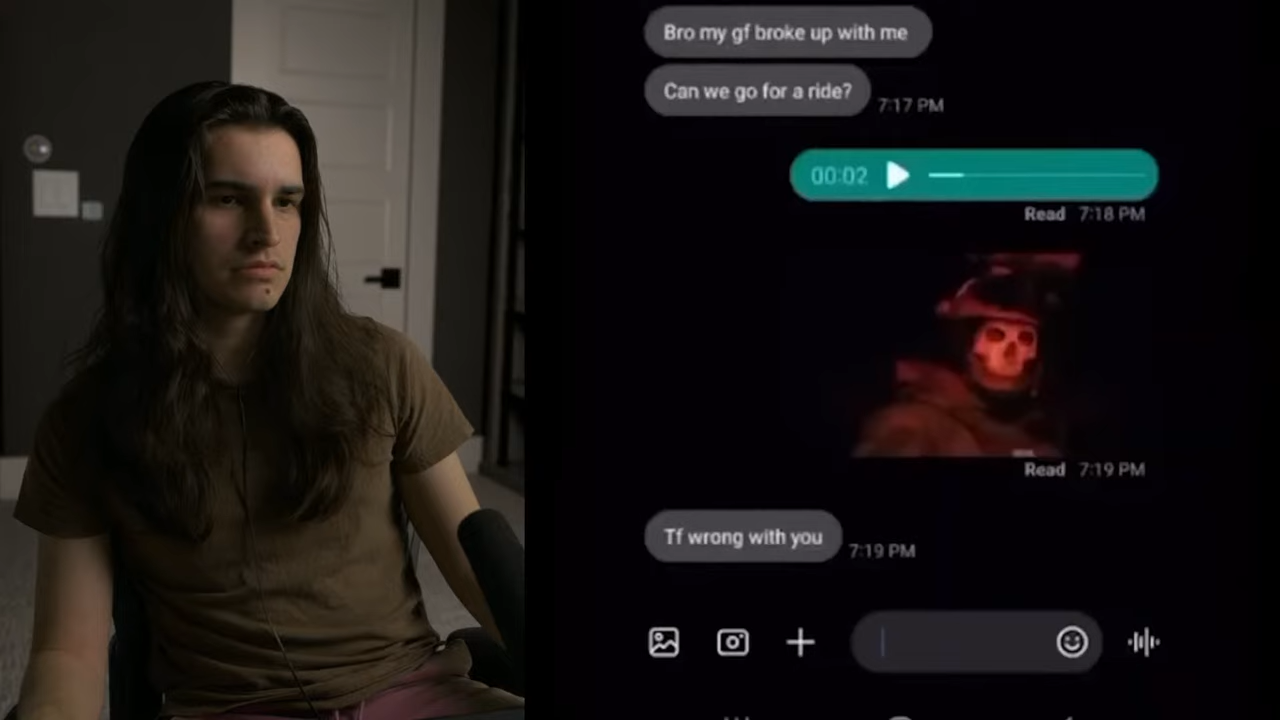 Bro my gf broke up with me
Can we go for a ride?
7:17 PM
00:02
Read 7:18 PM
Read 7:19 PM
Tf wrong with you
7:19 PM